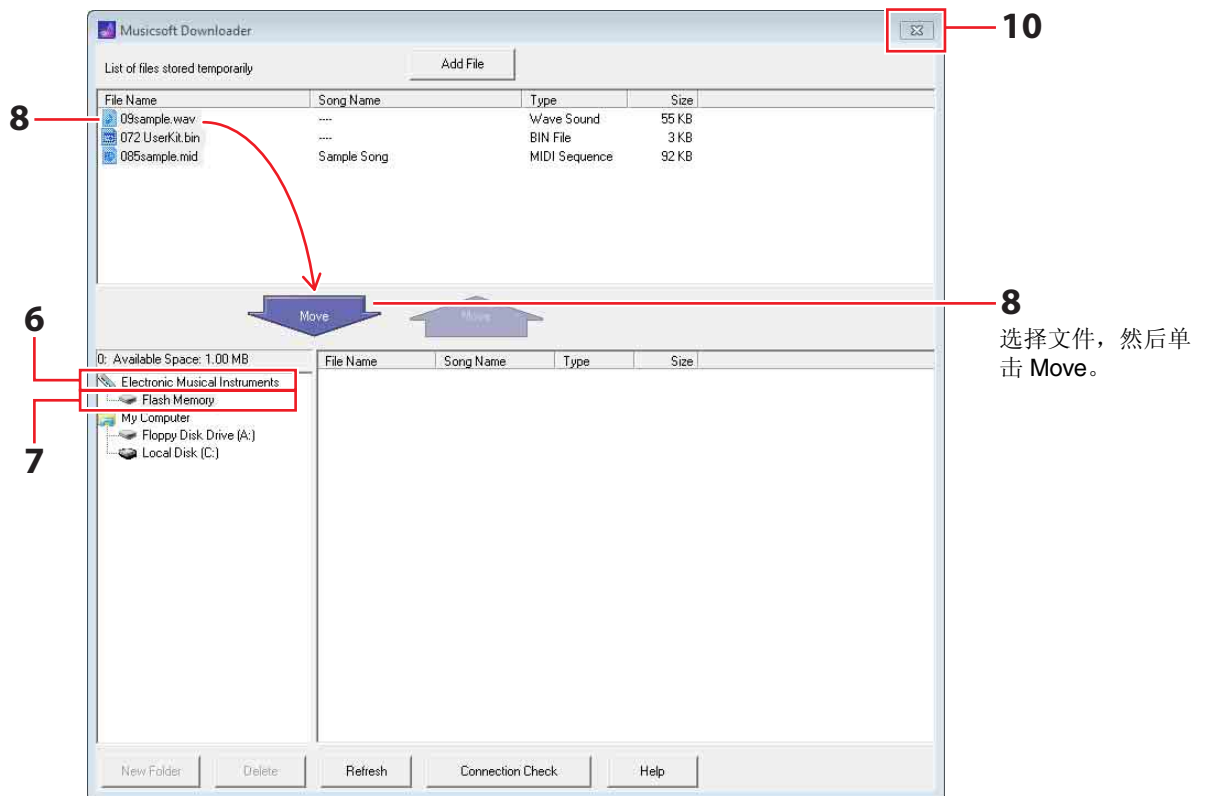 Musicsoft Downloader
10
List of files stored temporarily
Add File
File Name Song Name Type Size
8
09sample.wav ---- Wave Sound 55 KB
072 UserKit.bin ---- BIN File 3 KB
085sample.mid Sample Song MIDI Sequence 92 KB
Move
Move
8
选择文件，然后单
击 Move。
6
0: Available Space: 1.00 MB
File Name Song Name Type Size
Electronic Musical Instruments
Flash Memory
My Computer
Floppy Disk Drive (A:)
Local Disk (C:)
7
New Folder Delete Refresh Connection Check Help